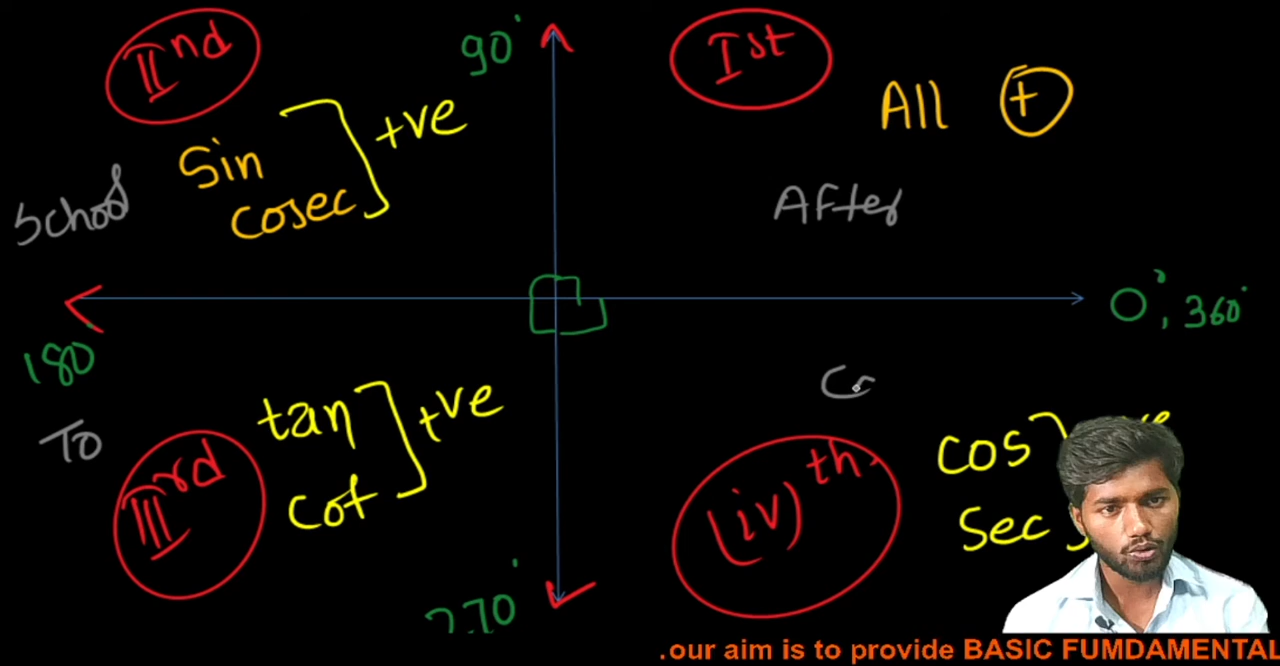 IInd
90°
Ist
All +
Sin
cosec
+ve
School
After
0°, 360°
180°
To
tan
cot
+ve
IIIrd
(iv)th
cos
Sec
270°
.our aim is to provide BASIC FUMDAMENTAL